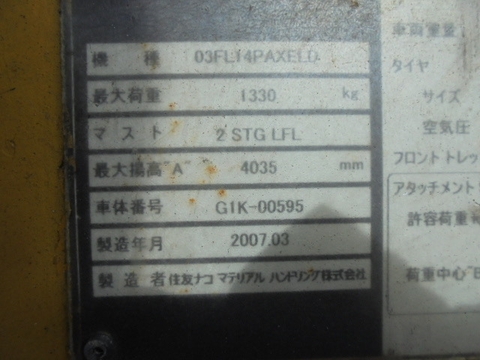 機 種 03FL14PAXELD
最大荷重 1330 kg
マスト 2 STG LFL
最大揚高"A" 4035 mm
車体番号 G1K-00595
製造年月 2007.03
製造者 住友ナコ マテリアル ハンドリング株式会社
車両重量
タイヤ
サイズ
空気圧
フロントトレッ
アタッチメント
許容荷重
荷重中心"B